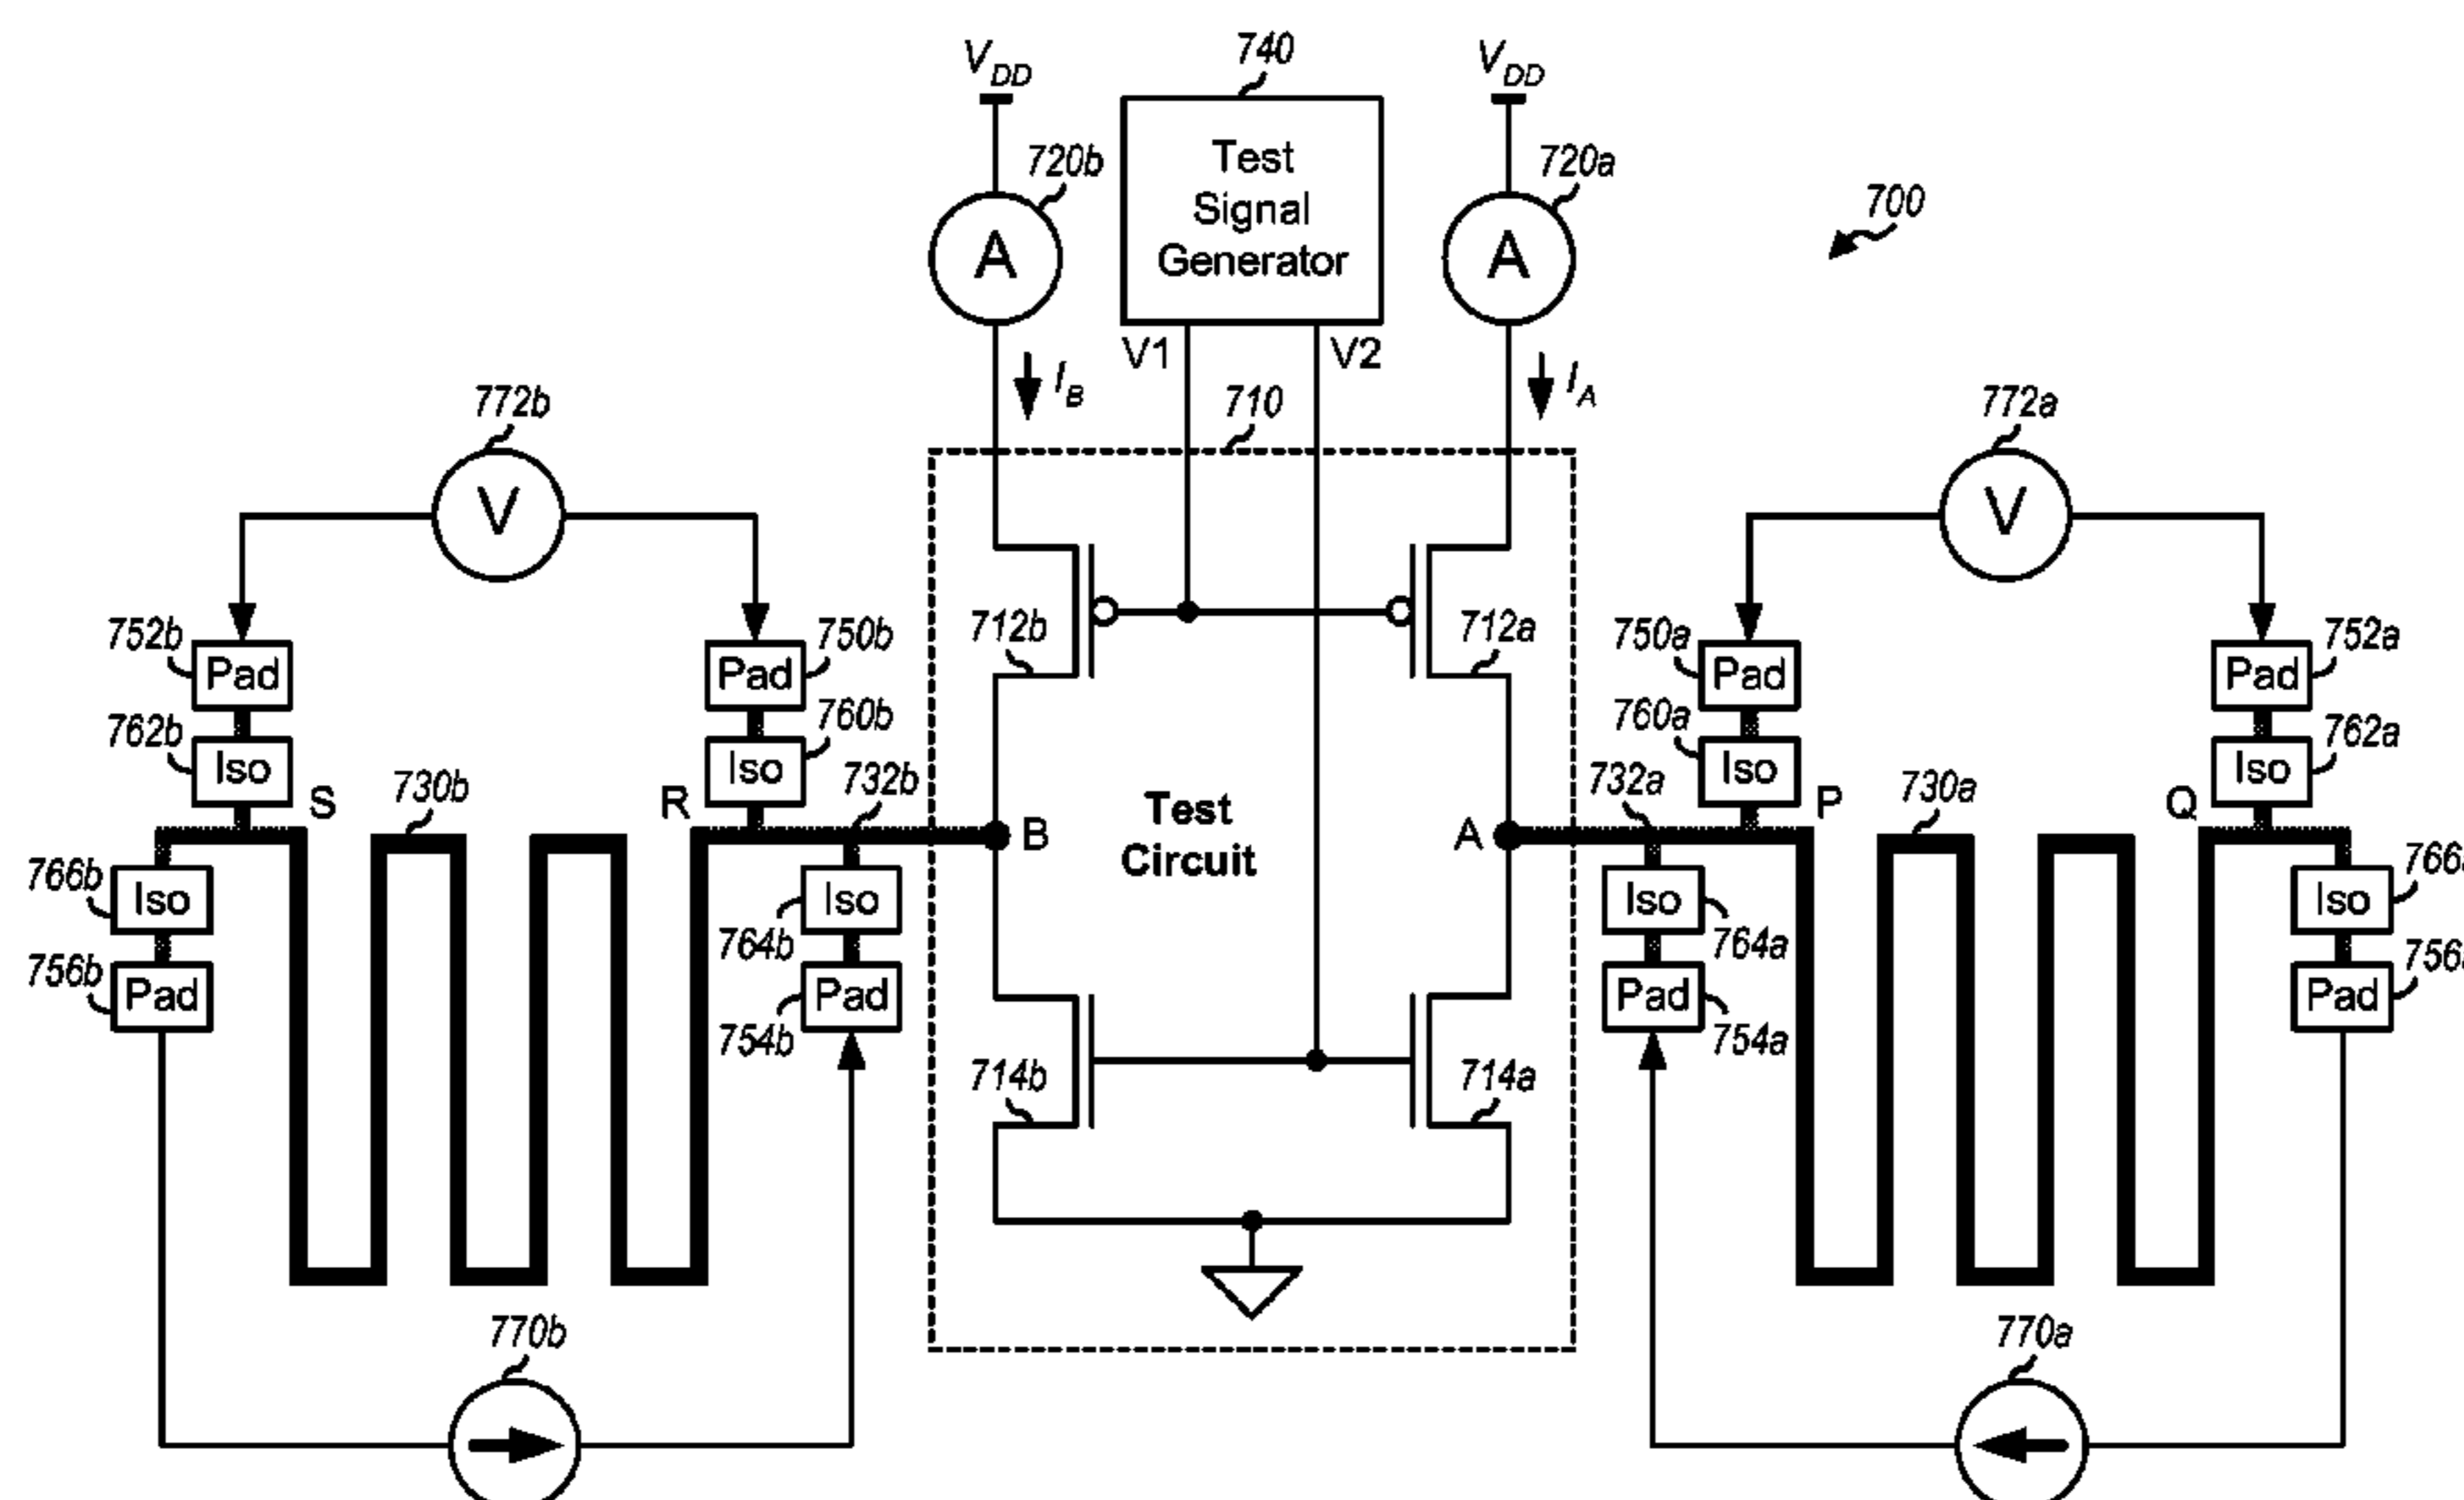 V_DD
740
V_DD
720b
Test
Signal
Generator
720a
700
A
A
V1
V2
I_B
I_A
710
772b
772a
V
V
752b
Pad
750b
Pad
712b
712a
750a
Pad
752a
Pad
762b
Iso
760b
Iso
760a
Iso
762a
Iso
S
730b
R
732b
732a
P
730a
Q
B
Test
Circuit
A
766b
Iso
Iso
764b
Iso
764a
Iso
756b
Pad
Pad
754b
Pad
754a
Pad
714b
714a
770b
770a